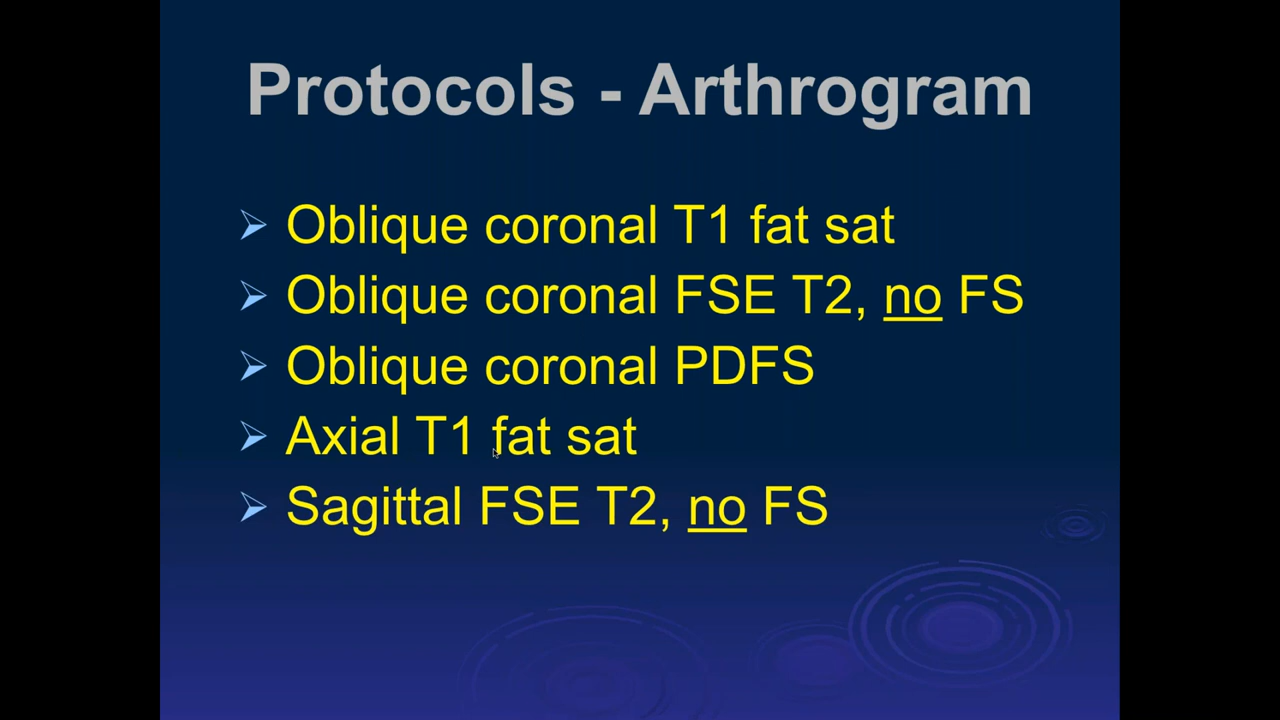 Protocols - Arthrogram
Oblique coronal T1 fat sat
Oblique coronal FSE T2, no FS
Oblique coronal PDFS
Axial T1 fat sat
Sagittal FSE T2, no FS